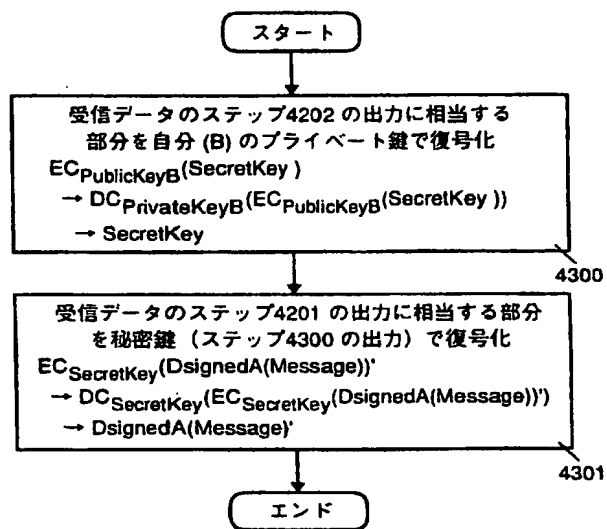 スタート
受信データのステップ4202 の出力に相当する
部分を自分 (B) のプライベート鍵で復号化
EC_PublicKeyB(SecretKey )
→ DC_PrivateKeyB(EC_PublicKeyB(SecretKey ))
→ SecretKey
4300
受信データのステップ4201 の出力に相当する部分
を秘密鍵（ステップ4300 の出力）で復号化
EC_SecretKey(DsignedA(Message))'
→ DC_SecretKey(EC_SecretKey(DsignedA(Message))')
→ DsignedA(Message)'
4301
エンド